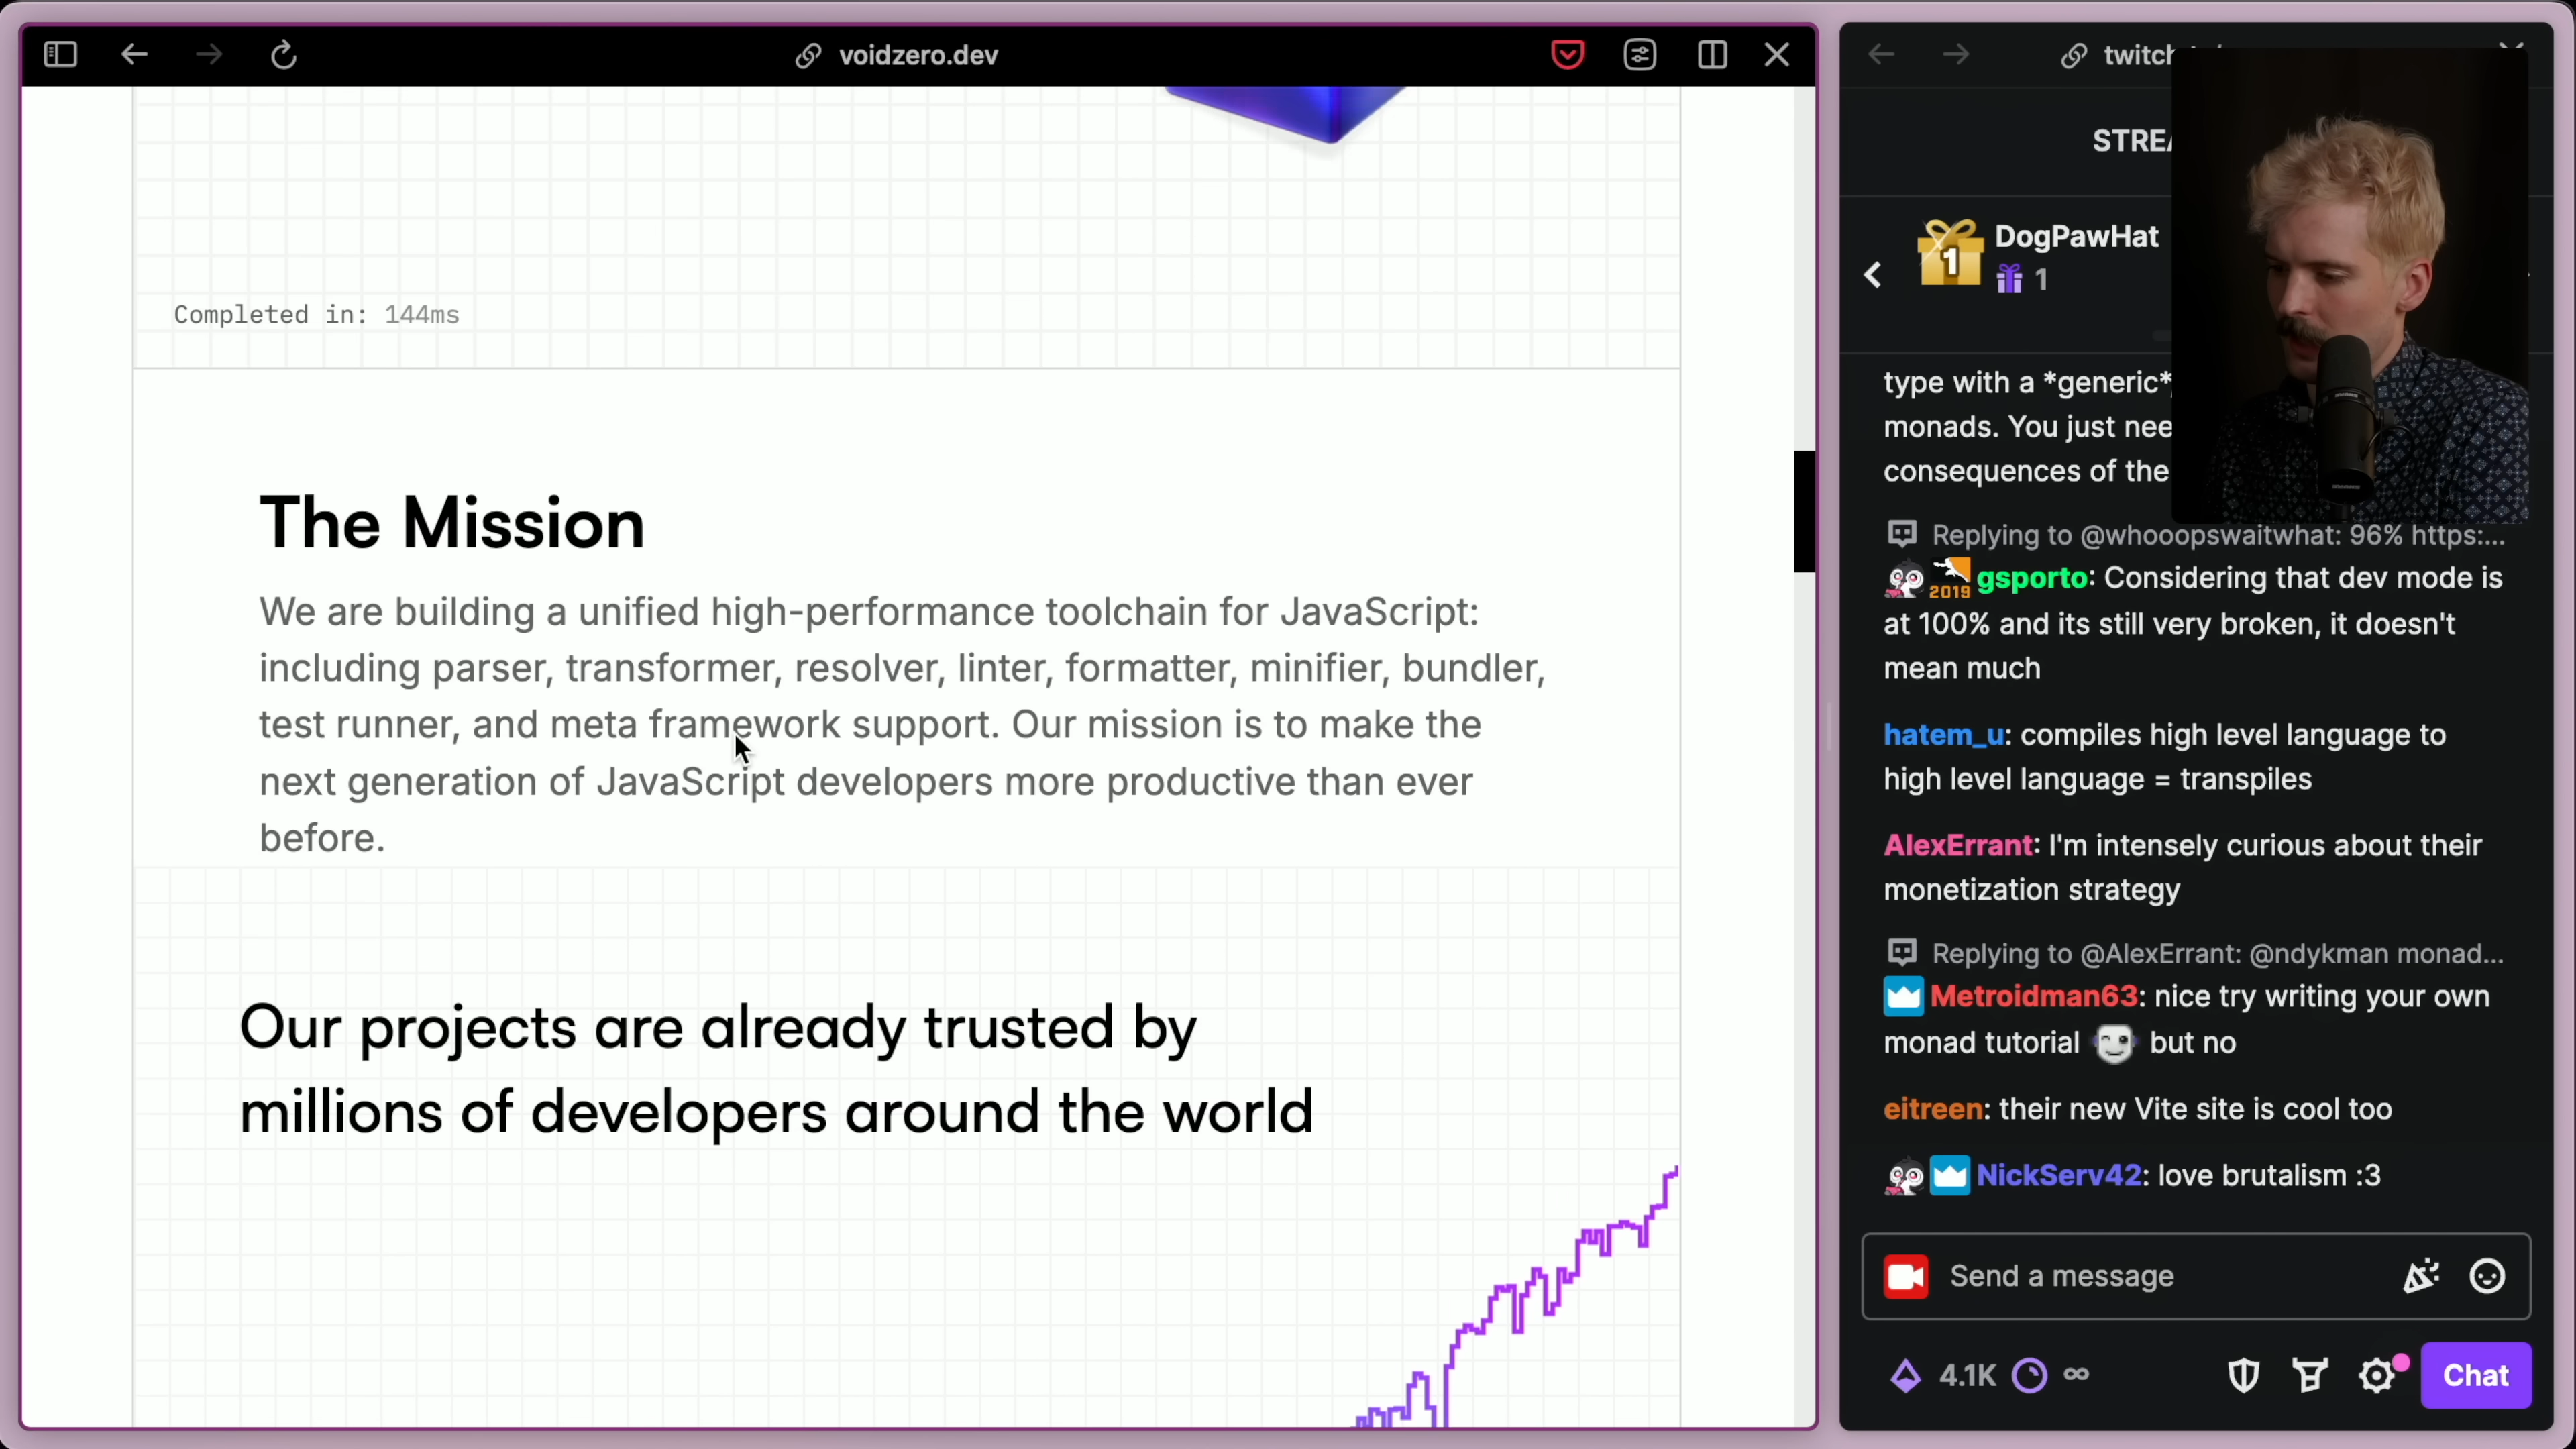 voidzero.dev
Completed in: 144ms
The Mission
We are building a unified high-performance toolchain for JavaScript:
including parser, transformer, resolver, linter, formatter, minifier, bundler,
test runner, and meta framework support. Our mission is to make the
next generation of JavaScript developers more productive than ever
before.
Our projects are already trusted by
millions of developers around the world
twitch
STREA
1
DogPawHat
1
type with a *generic*
monads. You just nee
consequences of the
Replying to @whooopswaitwhat: 96% https:...
2019 gsporto: Considering that dev mode is
at 100% and its still very broken, it doesn't
mean much
hatem_u: compiles high level language to
high level language = transpiles
AlexErrant: I'm intensely curious about their
monetization strategy
Replying to @AlexErrant: @ndykman monad...
Metroidman63: nice try writing your own
monad tutorial but no
eitreen: their new Vite site is cool too
NickServ42: love brutalism :3
Send a message
4.1K ∞
Chat